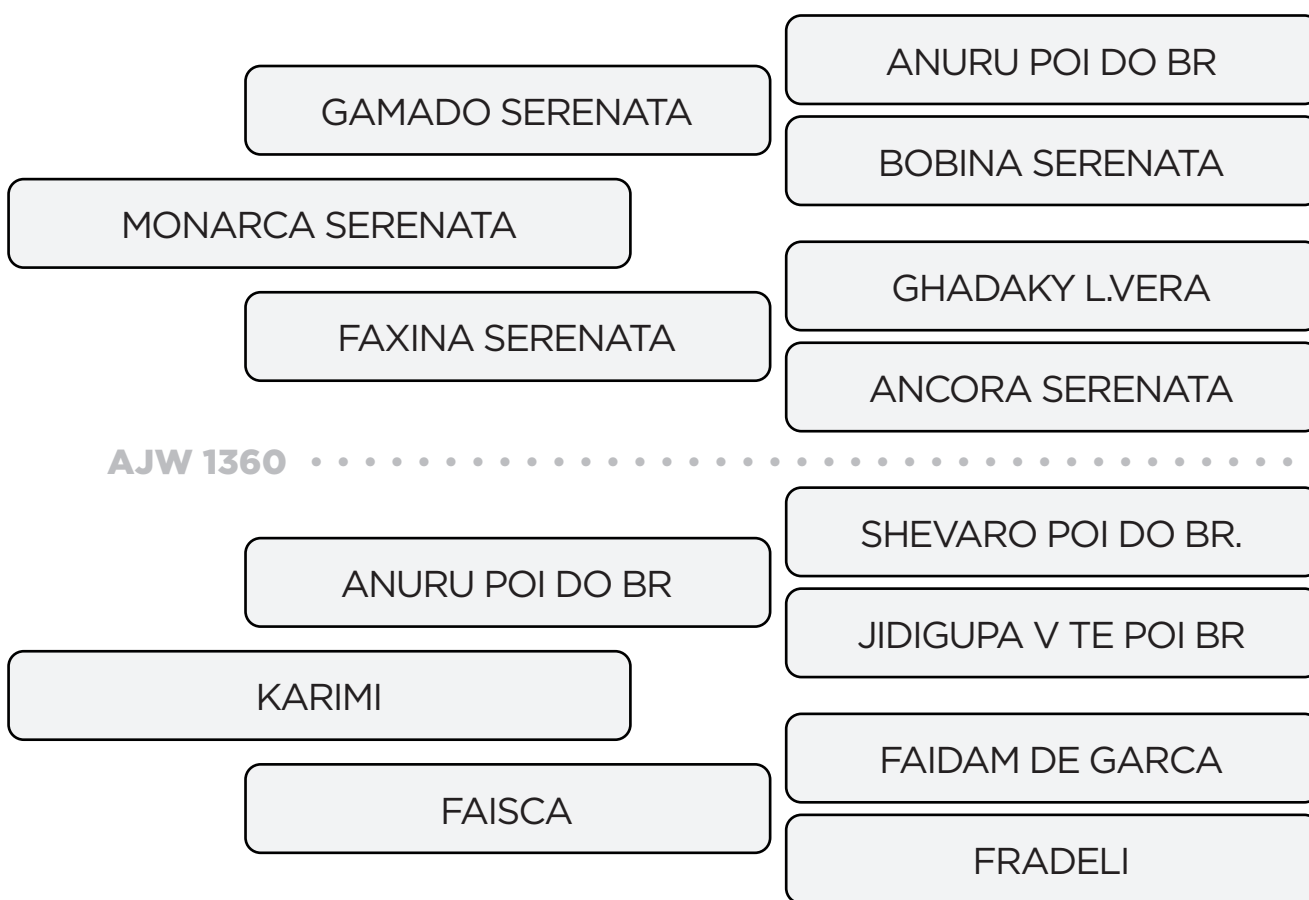 ANURU POI DO BR
GAMADO SERENATA
BOBINA SERENATA
MONARCA SERENATA
GHADAKY L.VERA
FAXINA SERENATA
ANCORA SERENATA
AJW 1360
SHEVARO POI DO BR.
ANURU POI DO BR
JIDIGUPA V TE POI BR
KARIMI
FAIDAM DE GARCA
FAISCA
FRADELI